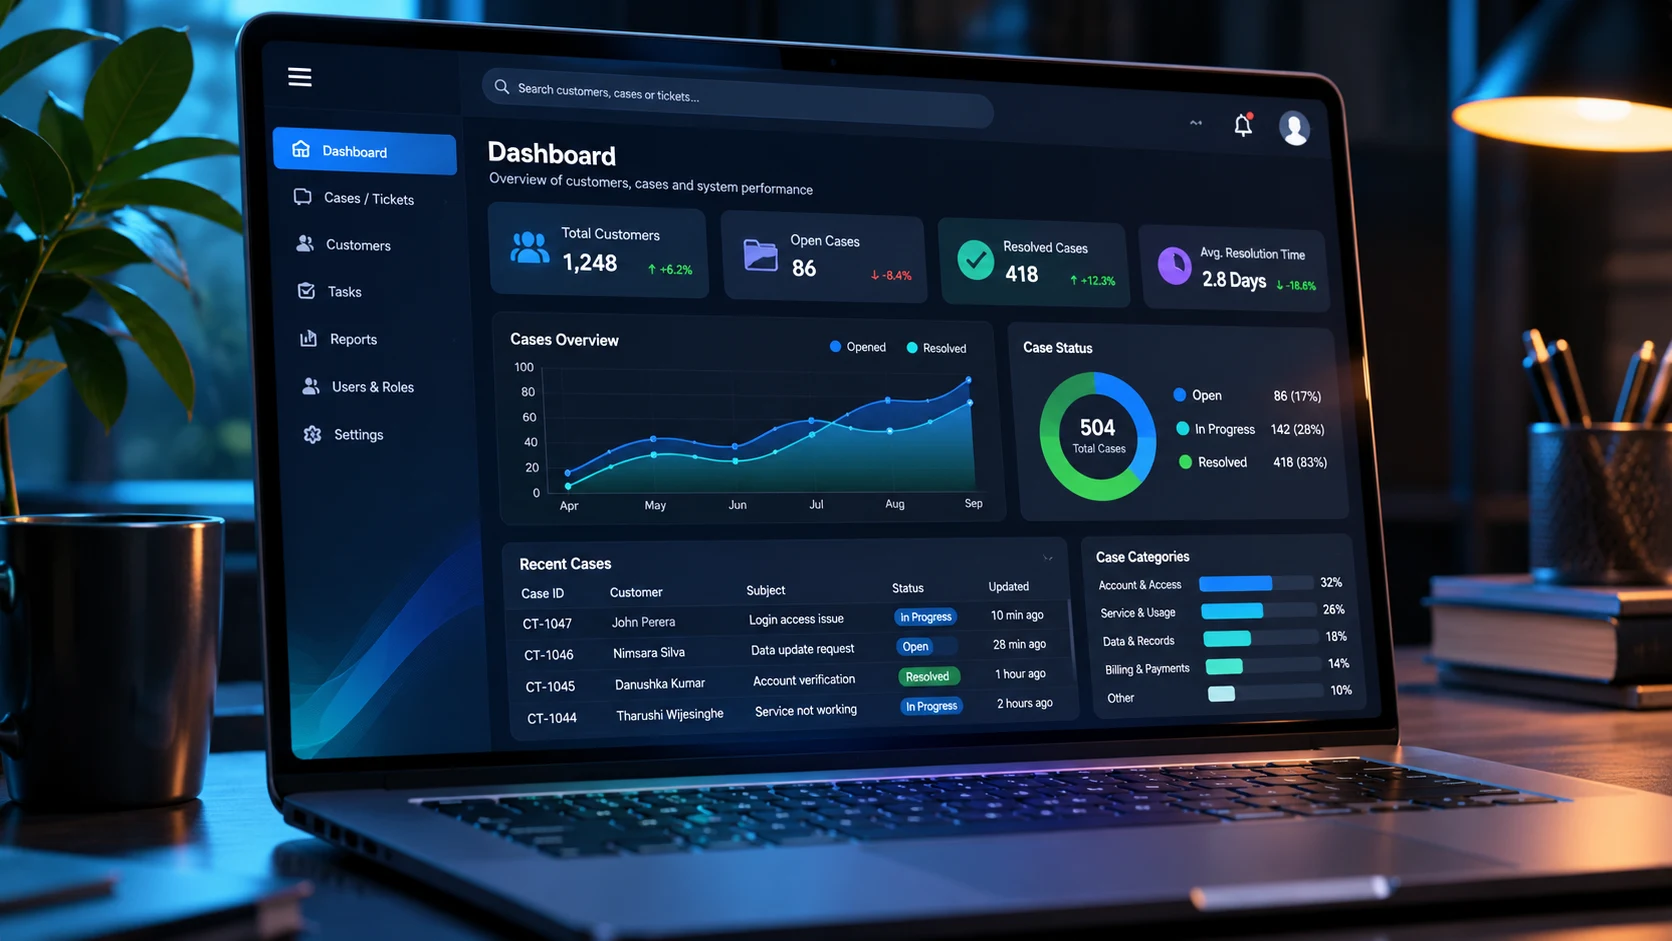 Search customers, cases or tickets...
Dashboard
Cases / Tickets
Customers
Tasks
Reports
Users & Roles
Settings
Dashboard
Overview of customers, cases and system performance
Total Customers
1,248
↑ +6.2%
Open Cases
86
↓ -8.4%
Resolved Cases
418
↑ +12.3%
Avg. Resolution Time
2.8 Days
↓ -18.6%
Cases Overview
Opened
Resolved
100
80
60
40
20
0
Apr May Jun Jul Aug Sep
Case Status
504
Total Cases
Open 86 (17%)
In Progress 142 (28%)
Resolved 418 (83%)
Recent Cases
Case ID Customer Subject Status Updated
CT-1047 John Perera Login access issue In Progress 10 min ago
CT-1046 Nimsara Silva Data update request Open 28 min ago
CT-1045 Danushka Kumar Account verification Resolved 1 hour ago
CT-1044 Tharushi Wijesinghe Service not working In Progress 2 hours ago
Case Categories
Account & Access 32%
Service & Usage 26%
Data & Records 18%
Billing & Payments 14%
Other 10%